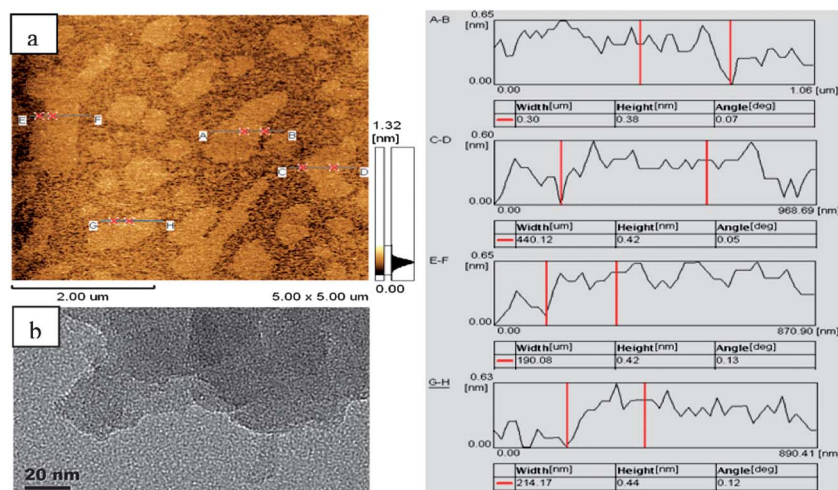 a
E
F
A
B
C
D
G
H
1.32
[nm]
0.00
2.00 um
5.00 x 5.00 um
b
20 nm
A-B
0.65
[nm]
0.00
0.00
1.06
[um]
Width[um] Height[nm] Angle[deg]
0.30 0.38 0.07
C-D
0.60
[nm]
0.00
0.00
968.69
[nm]
Width[um] Height[nm] Angle[deg]
440.12 0.42 0.05
E-F
0.65
[nm]
0.00
0.00
870.90
[nm]
Width[um] Height[nm] Angle[deg]
190.08 0.42 0.13
G-H
0.63
[nm]
0.00
0.00
890.41
[nm]
Width[nm] Height[nm] Angle[deg]
214.17 0.44 0.12